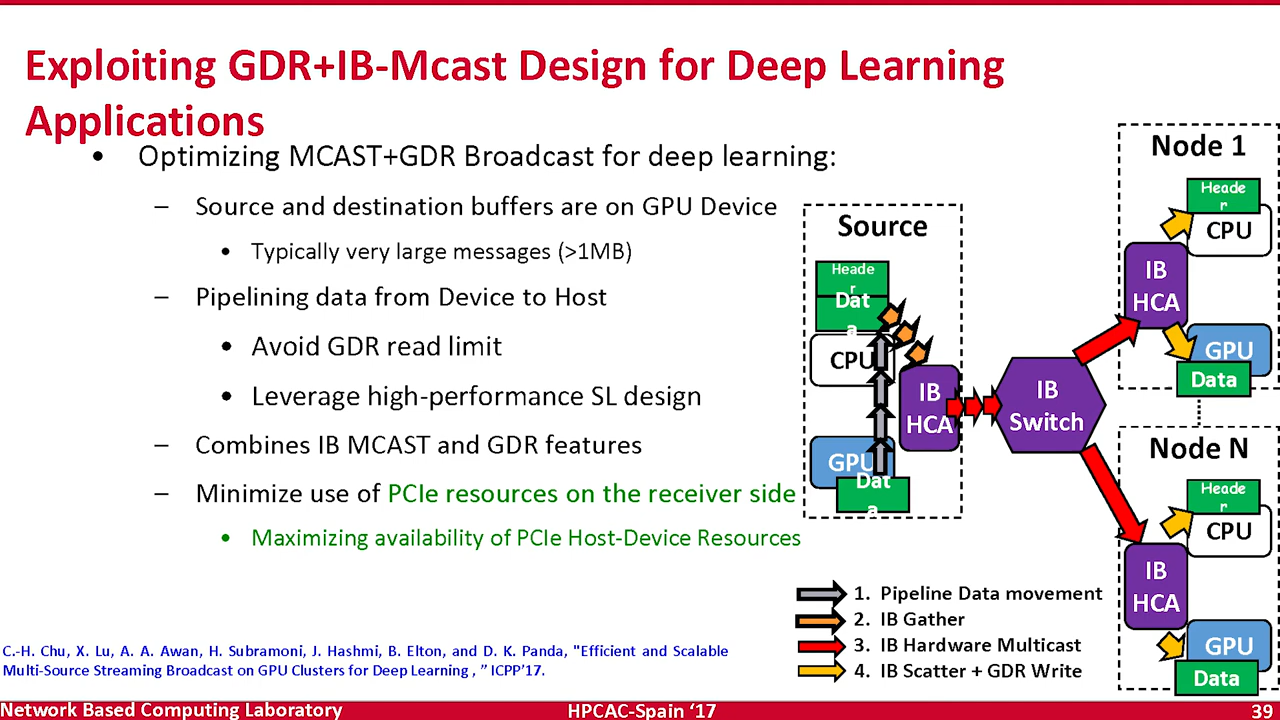 Exploiting GDR+IB-Mcast Design for Deep Learning
Applications
• Optimizing MCAST+GDR Broadcast for deep learning:
– Source and destination buffers are on GPU Device
• Typically very large messages (>1MB)
– Pipelining data from Device to Host
• Avoid GDR read limit
• Leverage high-performance SL design
– Combines IB MCAST and GDR features
– Minimize use of PCIe resources on the receiver side
• Maximizing availability of PCIe Host-Device Resources
C.-H. Chu, X. Lu, A. A. Awan, H. Subramoni, J. Hashmi, B. Elton, and D. K. Panda, "Efficient and Scalable
Multi-Source Streaming Broadcast on GPU Clusters for Deep Learning , ” ICPP’17.
Source
Heade
r
Dat
a
CPU
IB
HCA
GPU
Dat
a
IB
Switch
Node 1
Heade
r
CPU
IB
HCA
GPU
Data
Node N
Heade
r
CPU
IB
HCA
GPU
Data
1. Pipeline Data movement
2. IB Gather
3. IB Hardware Multicast
4. IB Scatter + GDR Write
Network Based Computing Laboratory
HPCAC-Spain ‘17
39